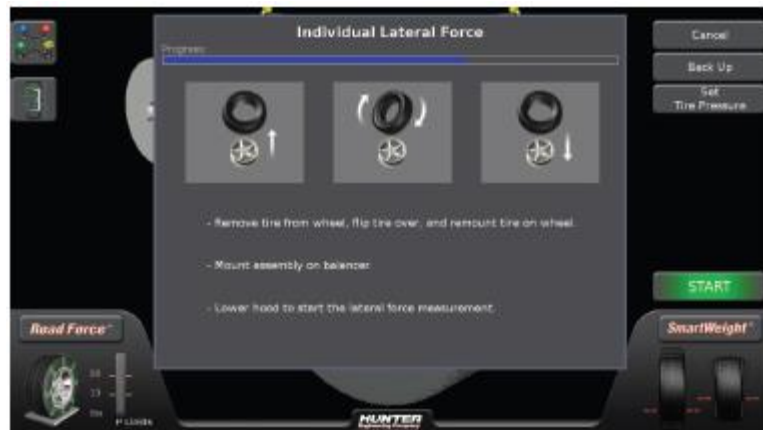 Individual Lateral Force
Progress:
Cancel
Back Up
Set
Tire Pressure
- Remove tire from wheel, flip tire over, and remount tire on wheel.
- Mount assembly on balancer.
- Lower hood to start the lateral force measurement.
START
Road Force
SmartWeight
P Limits
HUNTER
Engineering Company